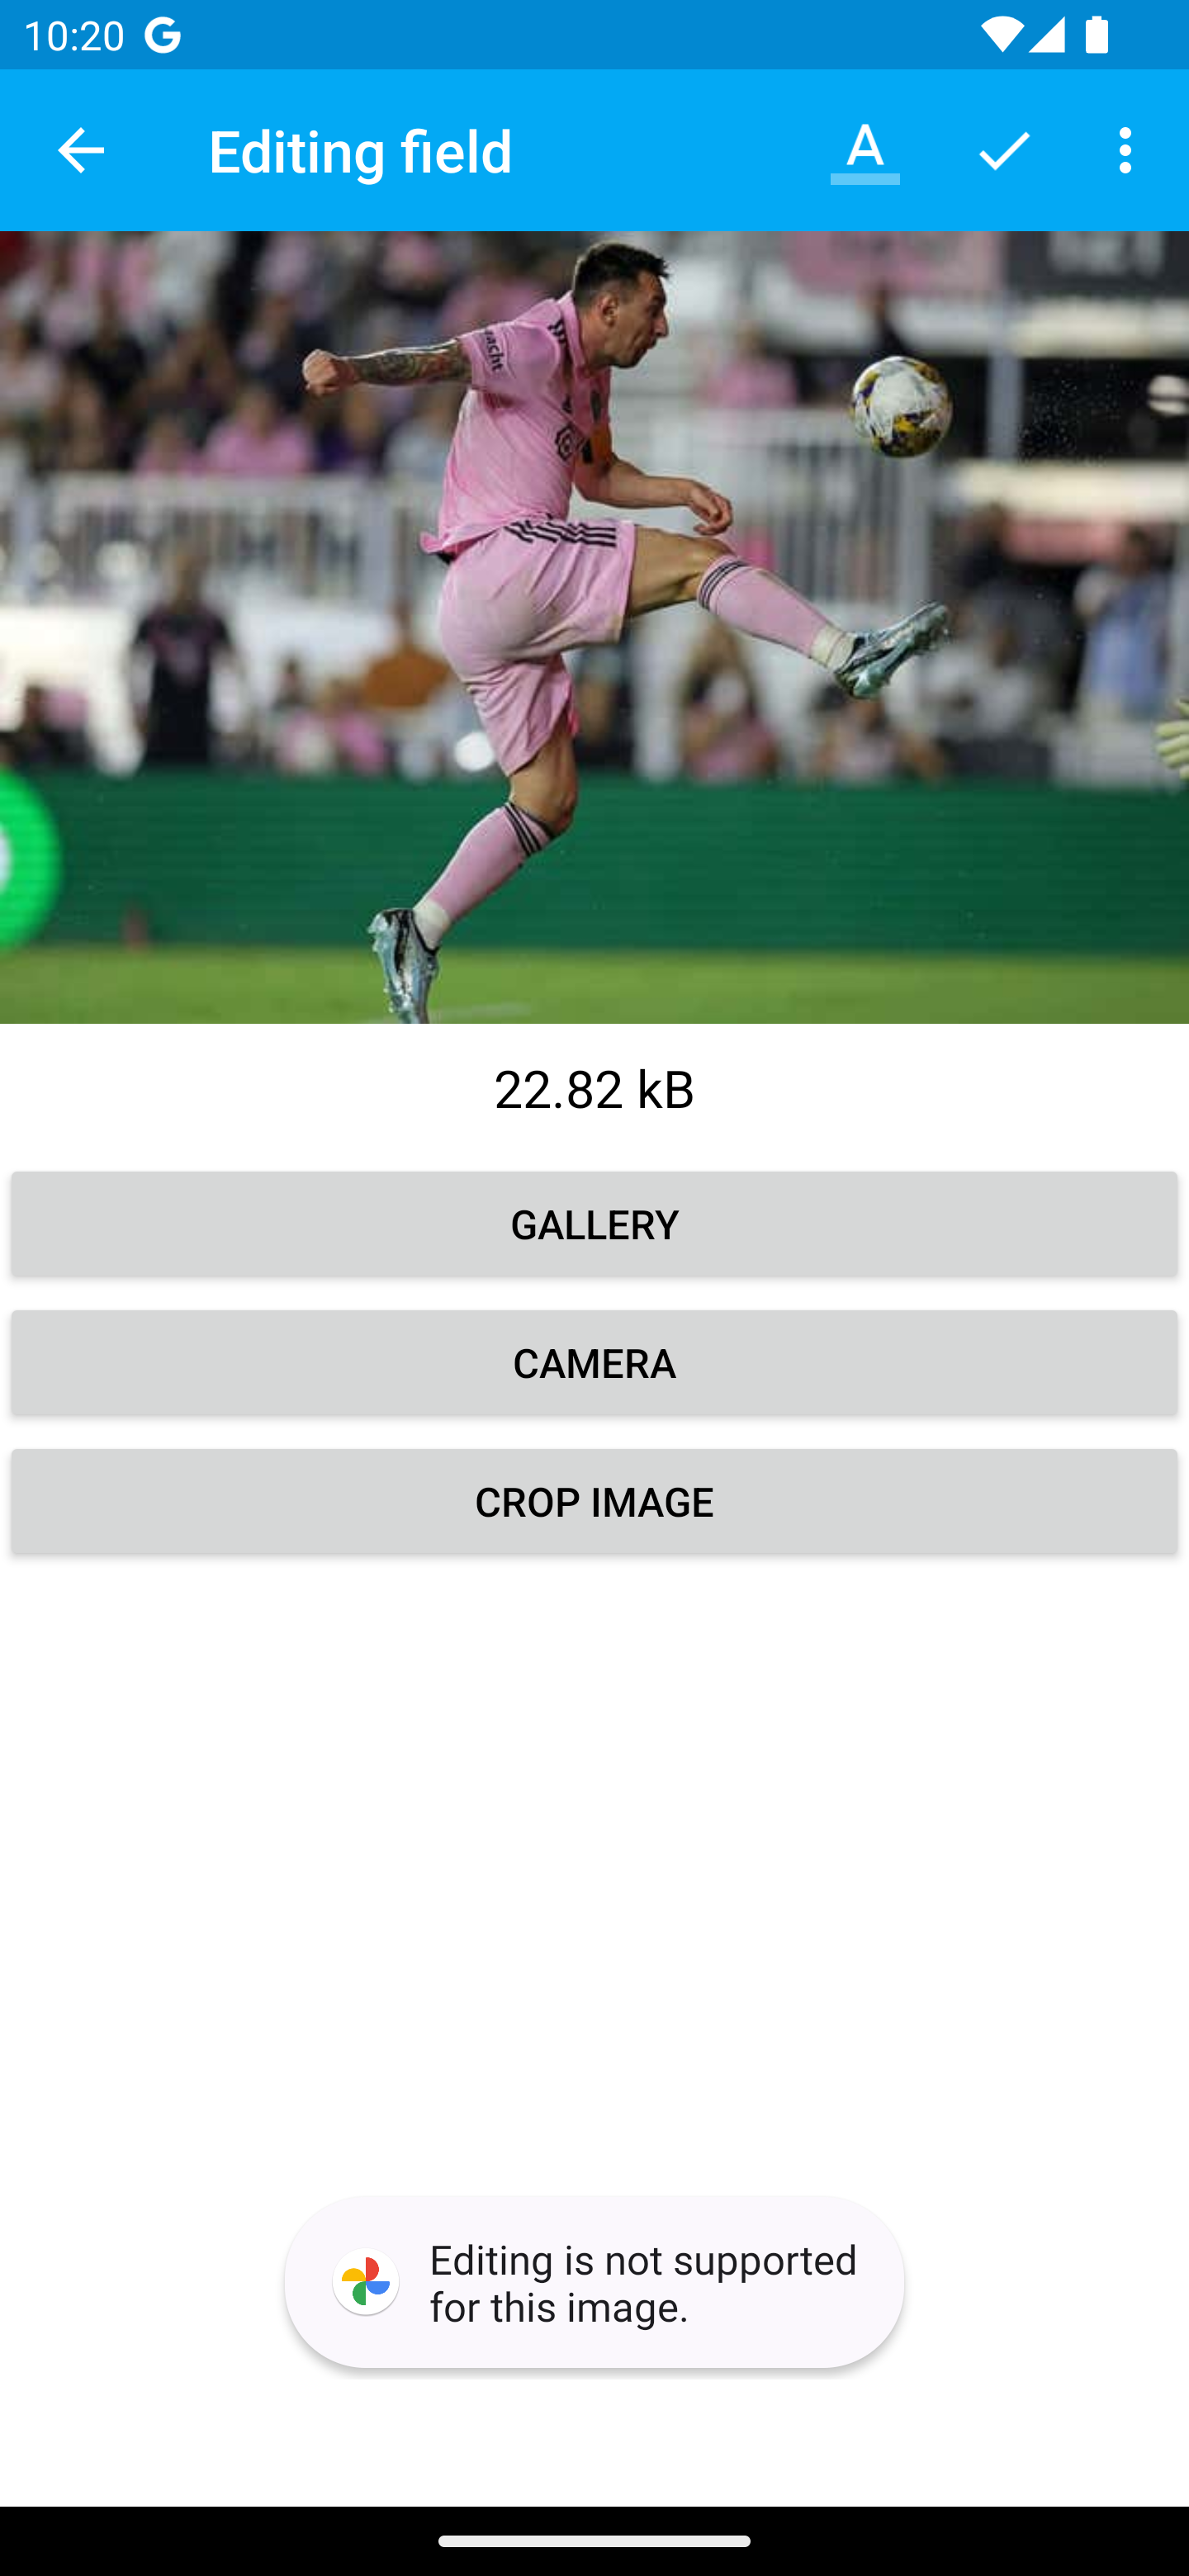 10:20
Editing field
A
22.82 kB
GALLERY
CAMERA
CROP IMAGE
Editing is not supported
for this image.